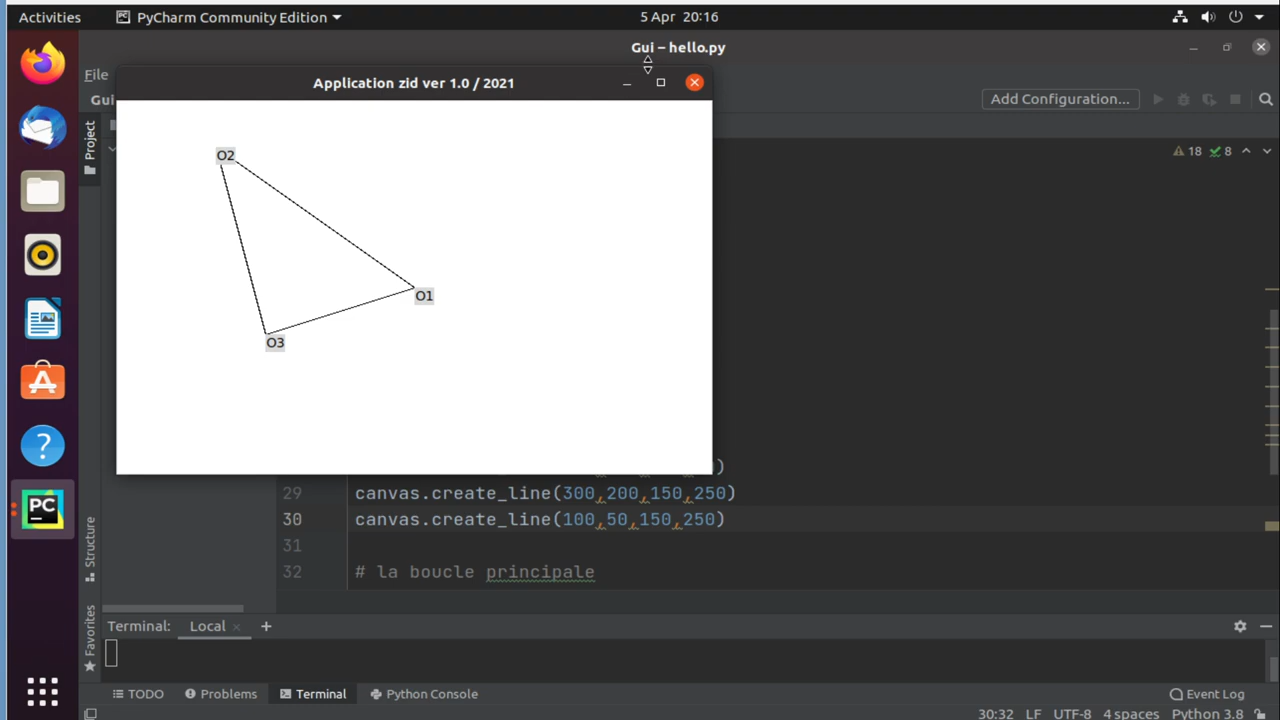 Activities
PyCharm Community Edition
5 Apr 20:16
Gui – hello.py
File
Application zid ver 1.0 / 2021
Gui
Add Configuration...
Project
18
8
O2
O1
O3
)
29 canvas.create_line(300,200,150,250)
30 canvas.create_line(100,50,150,250)
31
32 # la boucle principale
Structure
Favorites
Terminal: Local × +
PC
TODO
Problems
Terminal
Python Console
Event Log
30:32 LF UTF-8 4 spaces Python 3.8